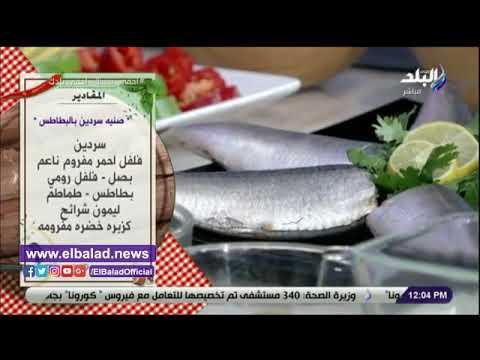 البلد
مباشر
المقادير
" صنيه سردين بالبطاطس "
سردين
فلفل احمر مفروم ناعم
بصل - فلفل رومي
بطاطس - طماطم
ليمون شرائح
كزبره خضره مفرومه
www.elbalad.news
/ElBaladOfficial
ونا" وزيرة الصحة: 340 مستشفى تم تخصيصها للتعامل مع فيروس "كورونا" بجم
12:04 PM